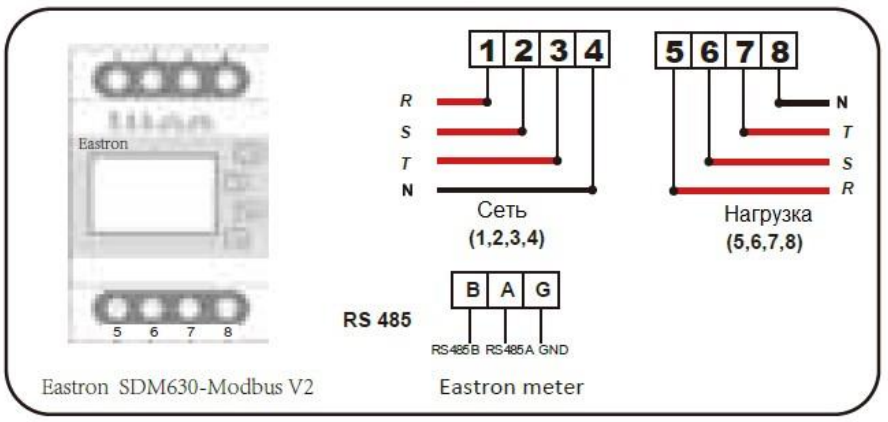 1 2 3 4
5 6 7 8
Eastron
R
S
T
N
N
T
S
R
Сеть
(1,2,3,4)
Нагрузка
(5,6,7,8)
B A G
RS 485
RS485B RS485A GND
5 6 7 8
Eastron SDM630-Modbus V2
Eastron meter